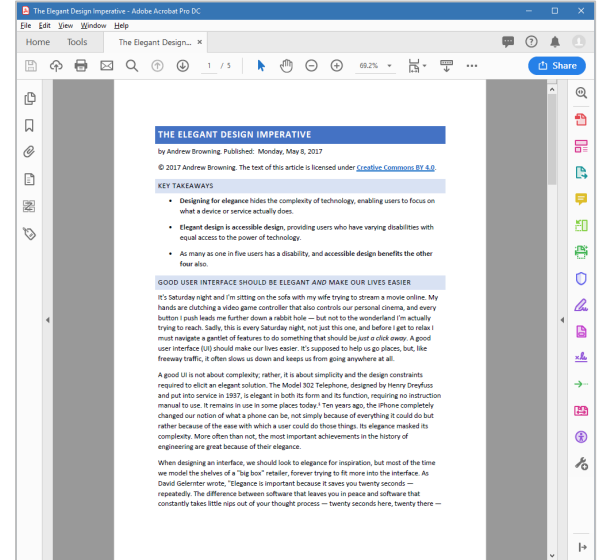 The Elegant Design Imperative - Adobe Acrobat Pro DC
File Edit View Window Help
Home Tools The Elegant Design... ×
1 / 5 69.2% Share
THE ELEGANT DESIGN IMPERATIVE
by Andrew Browning. Published: Monday, May 8, 2017
© 2017 Andrew Browning. The text of this article is licensed under Creative Commons BY 4.0.
KEY TAKEAWAYS
• Designing for elegance hides the complexity of technology, enabling users to focus on
what a device or service actually does.
• Elegant design is accessible design, providing users who have varying disabilities with
equal access to the power of technology.
• As many as one in five users has a disability, and accessible design benefits the other
four also.
GOOD USER INTERFACE SHOULD BE ELEGANT AND MAKE OUR LIVES EASIER
It's Saturday night and I'm sitting on the sofa with my wife trying to stream a movie online. My
hands are clutching a video game controller that also controls our personal cinema, and every
button I push leads me further down a rabbit hole — but not to the wonderland I'm actually
trying to reach. Sadly, this is every Saturday night, not just this one, and before I get to relax I
must navigate a gantlet of features to do something that should be just a click away. A good
user interface (UI) should make our lives easier. It's supposed to help us go places, but, like
freeway traffic, it often slows us down and keeps us from going anywhere at all.
A good UI is not about complexity; rather, it is about simplicity and the design constraints
required to elicit an elegant solution. The Model 302 Telephone, designed by Henry Dreyfuss
and put into service in 1937, is elegant in both its form and its function, requiring no instruction
manual to use. It remains in use in some places today.¹ Ten years ago, the iPhone completely
changed our notion of what a phone can be, not simply because of everything it could do but
rather because of the ease with which a user could do those things. Its elegance masked its
complexity. More often than not, the most important achievements in the history of
engineering are great because of their elegance.
When designing an interface, we should look to elegance for inspiration, but most of the time
we model the shelves of a "big box" retailer, forever trying to fit more into the interface. As
David Gelernter wrote, "Elegance is important because it saves you twenty seconds —
repeatedly. The difference between software that leaves you in peace and software that
constantly takes little nips out of your thought process — twenty seconds here, twenty there —